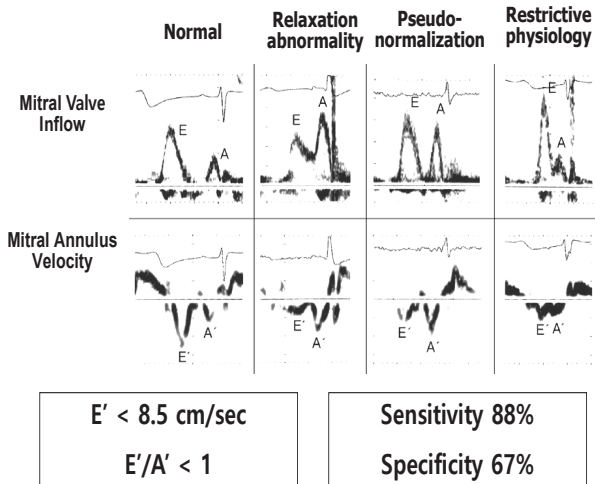 Normal
Relaxation
abnormality
Pseudo-
normalization
Restrictive
physiology
Mitral Valve
Inflow
E
A
E
A
E
A
E
A
Mitral Annulus
Velocity
E´
A´
E´
A´
E´
A´
E´
A´
E' < 8.5 cm/sec
E'/A' < 1
Sensitivity 88%
Specificity 67%